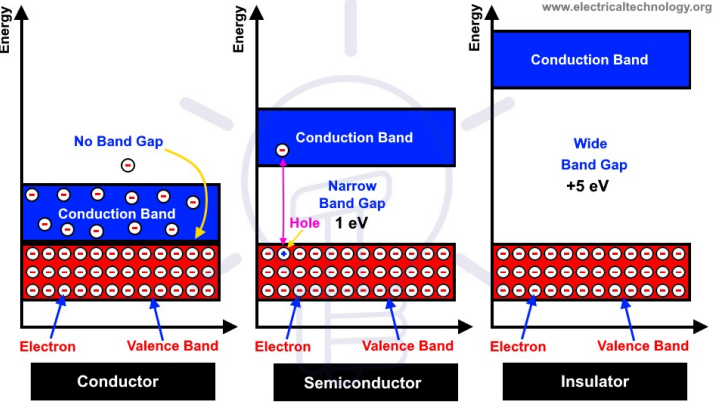 www.electricaltechnology.org
Energy
No Band Gap
Conduction Band
Electron
Valence Band
Conductor
Energy
Conduction Band
Narrow
Band Gap
1 eV
Hole
Electron
Valence Band
Semiconductor
Energy
Conduction Band
Wide
Band Gap
+5 eV
Electron
Valence Band
Insulator